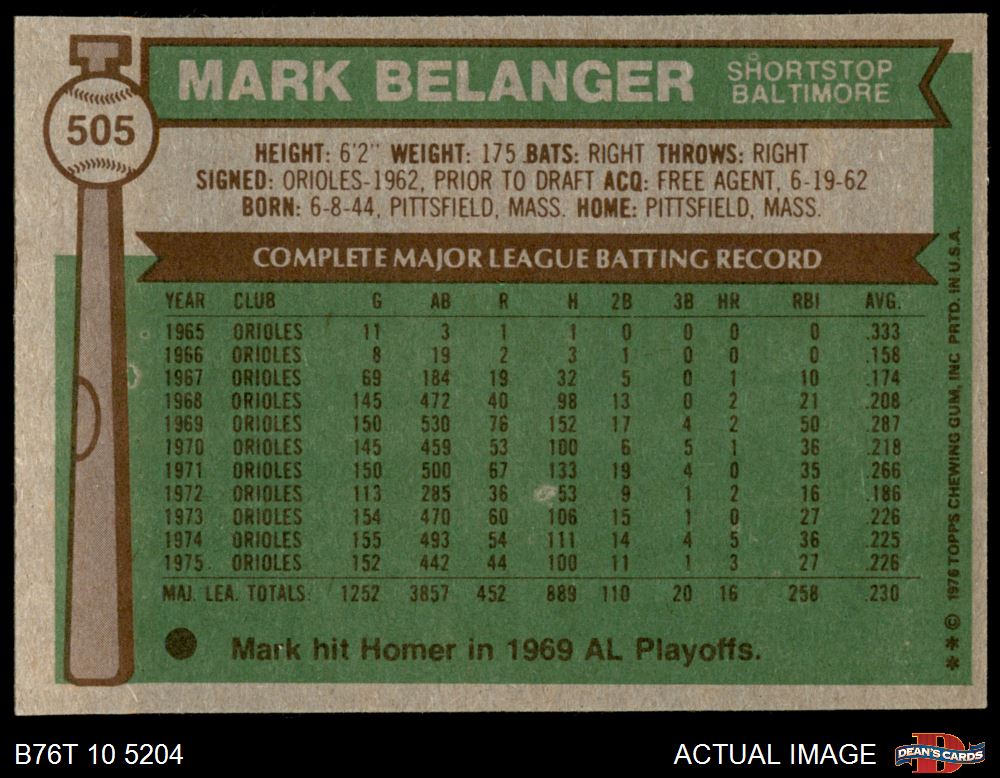 505
MARK BELANGER
SHORTSTOP
BALTIMORE
HEIGHT: 6'2" WEIGHT: 175 BATS: RIGHT THROWS: RIGHT
SIGNED: ORIOLES-1962, PRIOR TO DRAFT ACQ: FREE AGENT, 6-19-62
BORN: 6-8-44, PITTSFIELD, MASS. HOME: PITTSFIELD, MASS.
COMPLETE MAJOR LEAGUE BATTING RECORD
YEAR CLUB G AB R H 2B 3B HR RBI AVG.
1965 ORIOLES 11 3 1 1 0 0 0 0 .333
1966 ORIOLES 8 19 2 3 1 0 0 0 .158
1967 ORIOLES 69 184 19 32 5 0 1 10 .174
1968 ORIOLES 145 472 40 98 13 0 2 21 .208
1969 ORIOLES 150 530 76 152 17 4 2 50 .287
1970 ORIOLES 145 459 53 100 6 5 1 36 .218
1971 ORIOLES 150 500 67 133 19 4 0 35 .266
1972 ORIOLES 113 285 36 53 9 1 2 16 .186
1973 ORIOLES 154 470 60 106 15 1 0 27 .226
1974 ORIOLES 155 493 54 111 14 4 5 36 .225
1975 ORIOLES 152 442 44 100 11 1 3 27 .226
MAJ. LEA. TOTALS 1252 3857 452 889 110 20 16 258 .230
Mark hit Homer in 1969 AL Playoffs.
* * © 1976 TOPPS CHEWING GUM, INC PRTD. IN U.S.A.
B76T 10 5204
ACTUAL IMAGE
D
DEAN'S CARDS